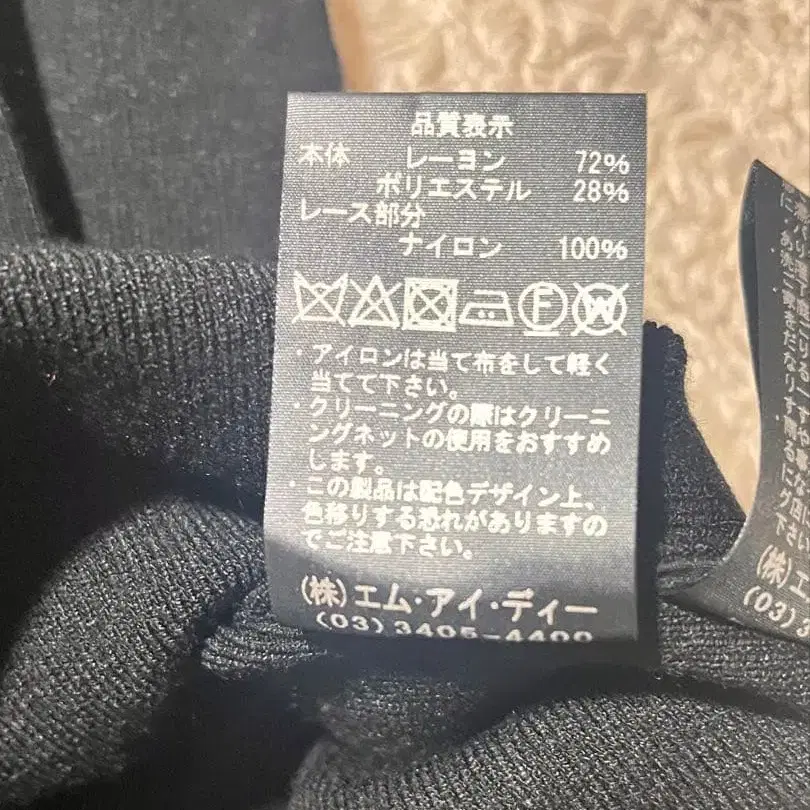 品質表示
本体 レーヨン 72%
ポリエステル 28%
レース部分
ナイロン 100%
F W
・アイロンは当て布をして軽く
当てて下さい。
・クリーニングの際はクリーニ
ングネットの使用をおすすめ
します。
・この製品は配色デザイン上、
色移りする恐れがありますの
でご注意下さい。
(株)エム・アイ・ディー
(03)3405-4400
(株)エ
(03)3